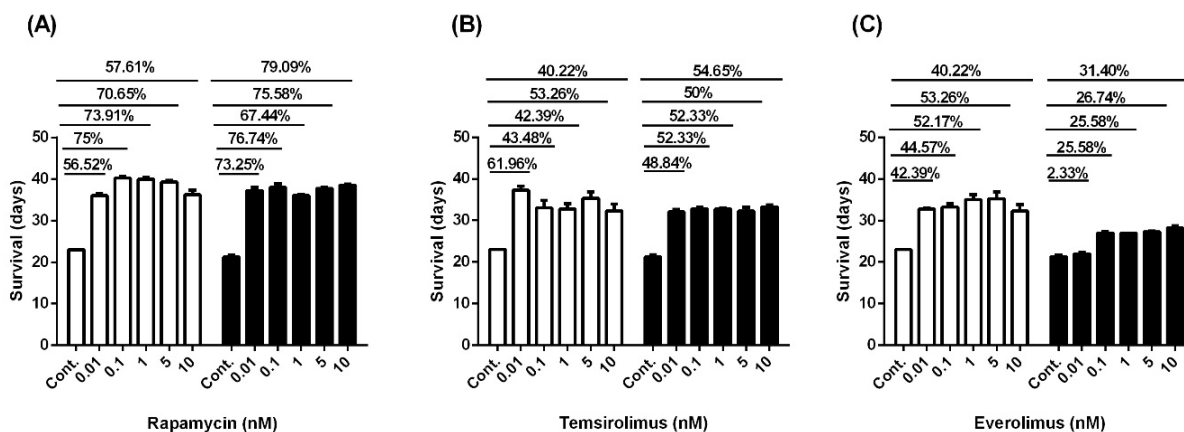 (A)
57.61% 79.09%
70.65% 75.58%
73.91% 67.44%
75% 76.74%
56.52% 73.25%
Survival (days)
50
40
30
20
10
0
Cont. 0.01 0.1 1 5 10 Cont. 0.01 0.1 1 5 10
Rapamycin (nM)
(B)
40.22% 54.65%
53.26% 50%
42.39% 52.33%
43.48% 52.33%
61.96% 48.84%
Survival (days)
50
40
30
20
10
0
Cont. 0.01 0.1 1 5 10 Cont. 0.01 0.1 1 5 10
Temsirolimus (nM)
(C)
40.22% 31.40%
53.26% 26.74%
52.17% 25.58%
44.57% 25.58%
42.39% 2.33%
Survival (days)
50
40
30
20
10
0
Cont. 0.01 0.1 1 5 10 Cont. 0.01 0.1 1 5 10
Everolimus (nM)